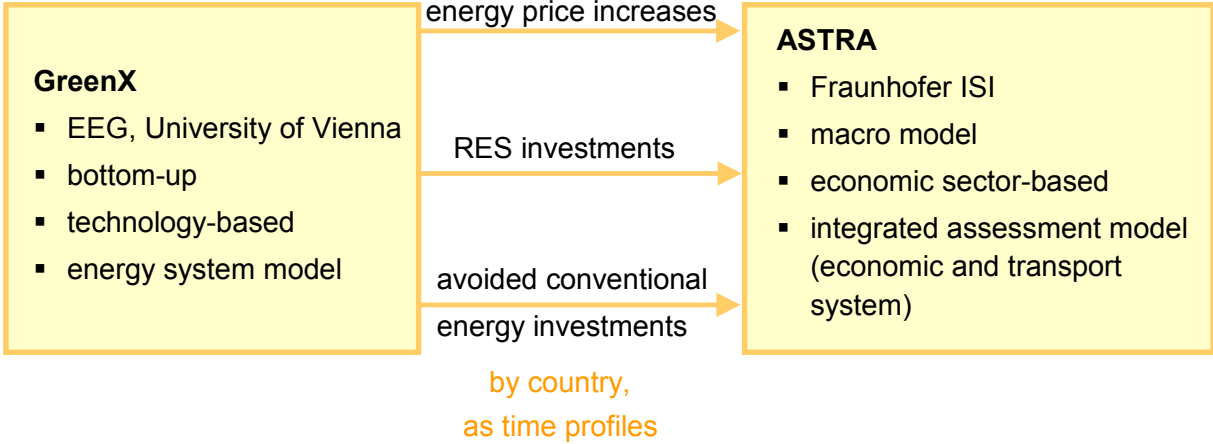 GreenX
▪ EEG, University of Vienna
▪ bottom-up
▪ technology-based
▪ energy system model
energy price increases
RES investments
avoided conventional
energy investments
by country,
as time profiles
ASTRA
▪ Fraunhofer ISI
▪ macro model
▪ economic sector-based
▪ integrated assessment model
(economic and transport
system)